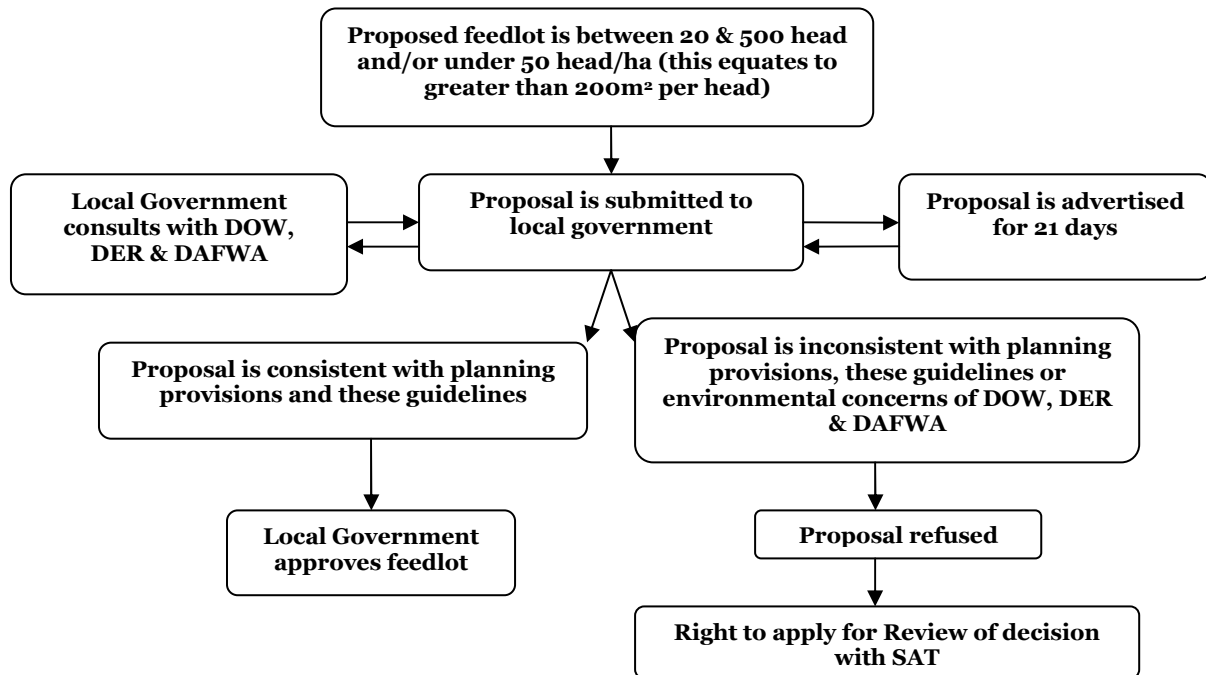 Proposed feedlot is between 20 & 500 head
and/or under 50 head/ha (this equates to
greater than 200m² per head)
Local Government
consults with DOW,
DER & DAFWA
Proposal is submitted to
local government
Proposal is advertised
for 21 days
Proposal is consistent with planning
provisions and these guidelines
Proposal is inconsistent with planning
provisions, these guidelines or
environmental concerns of DOW, DER
& DAFWA
Local Government
approves feedlot
Proposal refused
Right to apply for Review of decision
with SAT